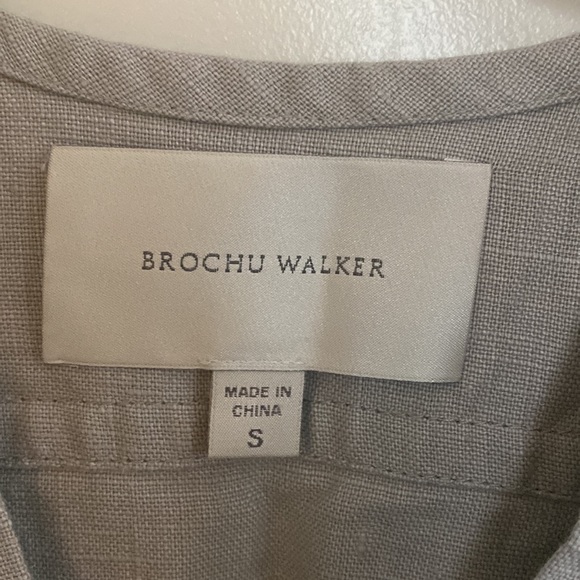 BROCHU WALKER
MADE IN
CHINA
S